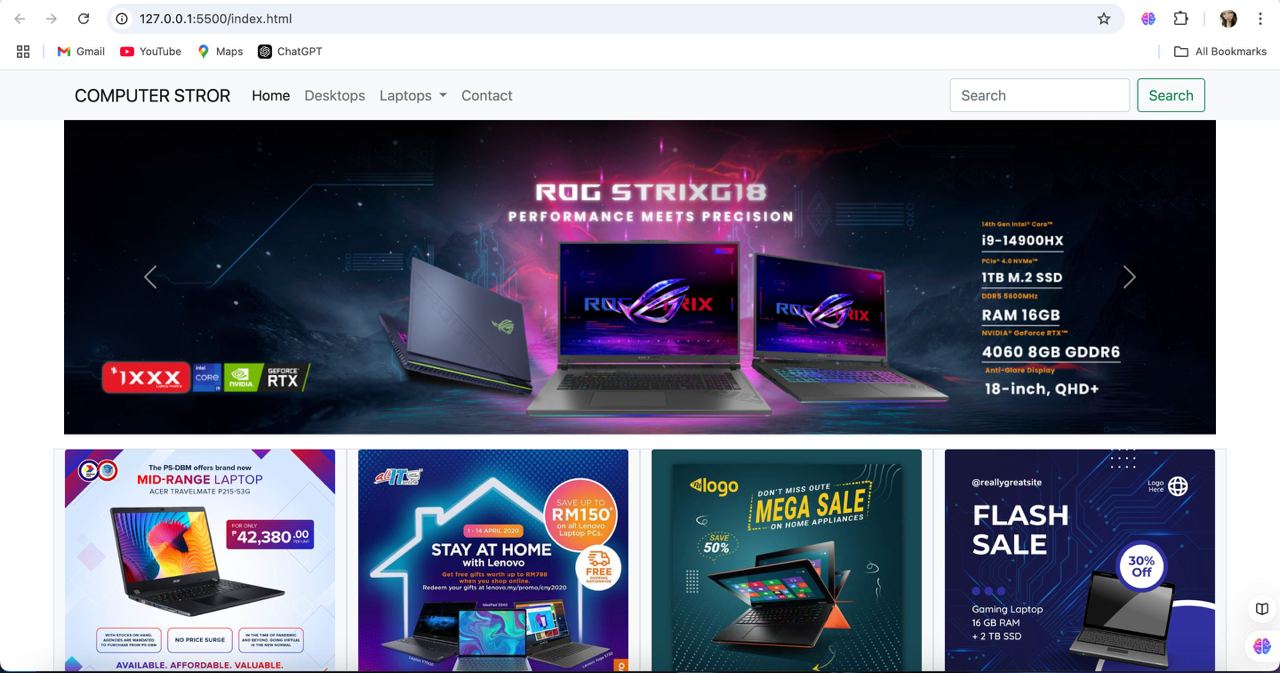 127.0.0.1:5500/index.html
Gmail
YouTube
Maps
ChatGPT
All Bookmarks
COMPUTER STROR
Home
Desktops
Laptops
Contact
Search
Search
ROG STRIXG18
PERFORMANCE MEETS PRECISION
14th Gen Intel® Core™
i9-14900HX
PCIe® 4.0 NVMe™
1TB M.2 SSD
DDR5 5600MHz
RAM 16GB
NVIDIA® GeForce RTX™
4060 8GB GDDR6
Anti-Glare Display
18-inch, QHD+
$1XXX
intel
CORE
i9
NVIDIA
GEFORCE
RTX
The PS-DBM offers brand new
MID-RANGE LAPTOP
ACER TRAVELMATE P215-53G
FOR ONLY
₱42,380.00
PER UNIT
WITH STOCKS ON HAND,
AGENCIES ARE MANDATED
TO PURCHASE FROM PS-DBM
NO PRICE SURGE
IN THE TIME OF PANDEMIC
AND BEYOND, GOING VIRTUAL
IS THE NEW NORMAL
AVAILABLE. AFFORDABLE. VALUABLE.
SAVE UP TO
RM150*
on all Lenovo
Laptop PCs.
1 - 14 APRIL 2020
STAY AT HOME
with Lenovo
Get free gifts worth up to RM798
when you shop online.
Redeem your gifts at lenovo.my/promo/cny2020
FREE
IdeaPad S540
logo
DON'T MISS OUTE
MEGA SALE
ON HOME APPLIANCES
SAVE
50%
@reallygreatsite
Logo
Here
FLASH
SALE
30%
Off
Gaming Laptop
16 GB RAM
+ 2 TB SSD